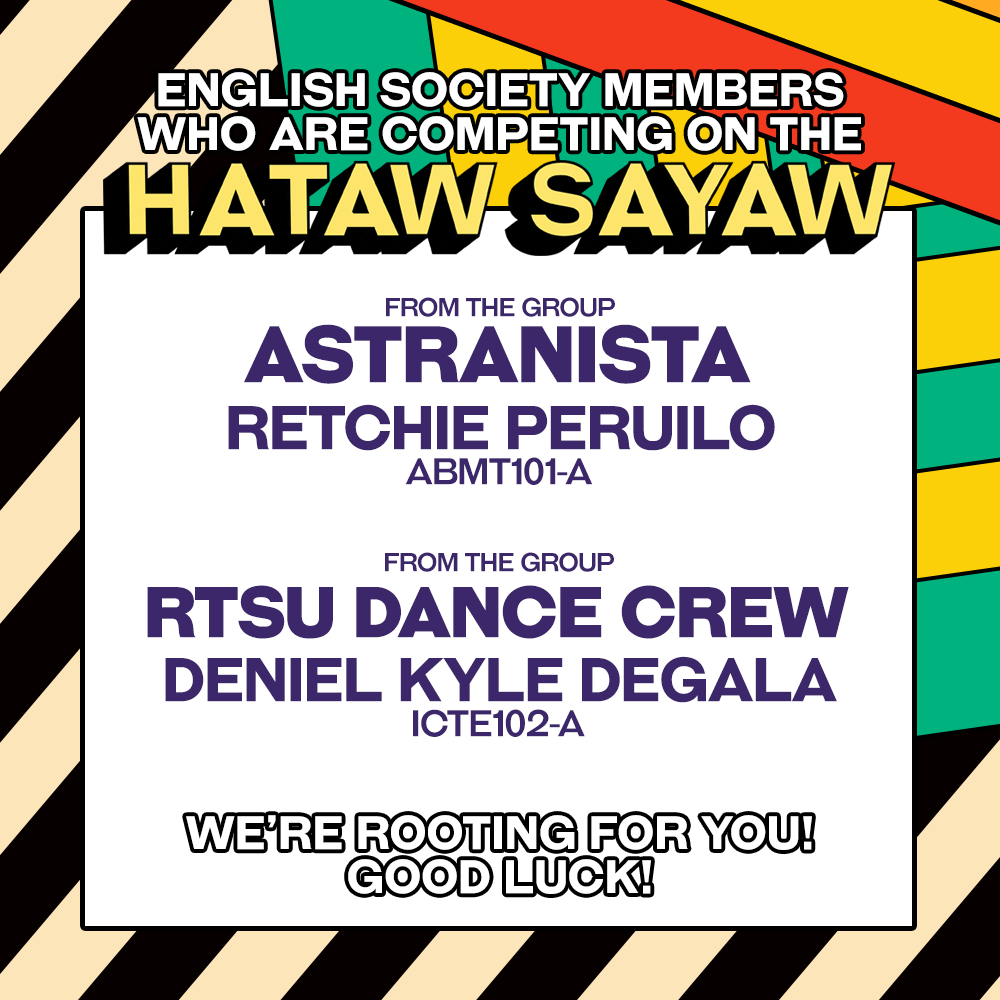 ENGLISH SOCIETY MEMBERS
WHO ARE COMPETING ON THE
HATAW SAYAW
FROM THE GROUP
ASTRANISTA
RETCHIE PERUILO
ABMT101-A
FROM THE GROUP
RTSU DANCE CREW
DENIEL KYLE DEGALA
ICTE102-A
WE'RE ROOTING FOR YOU!
GOOD LUCK!